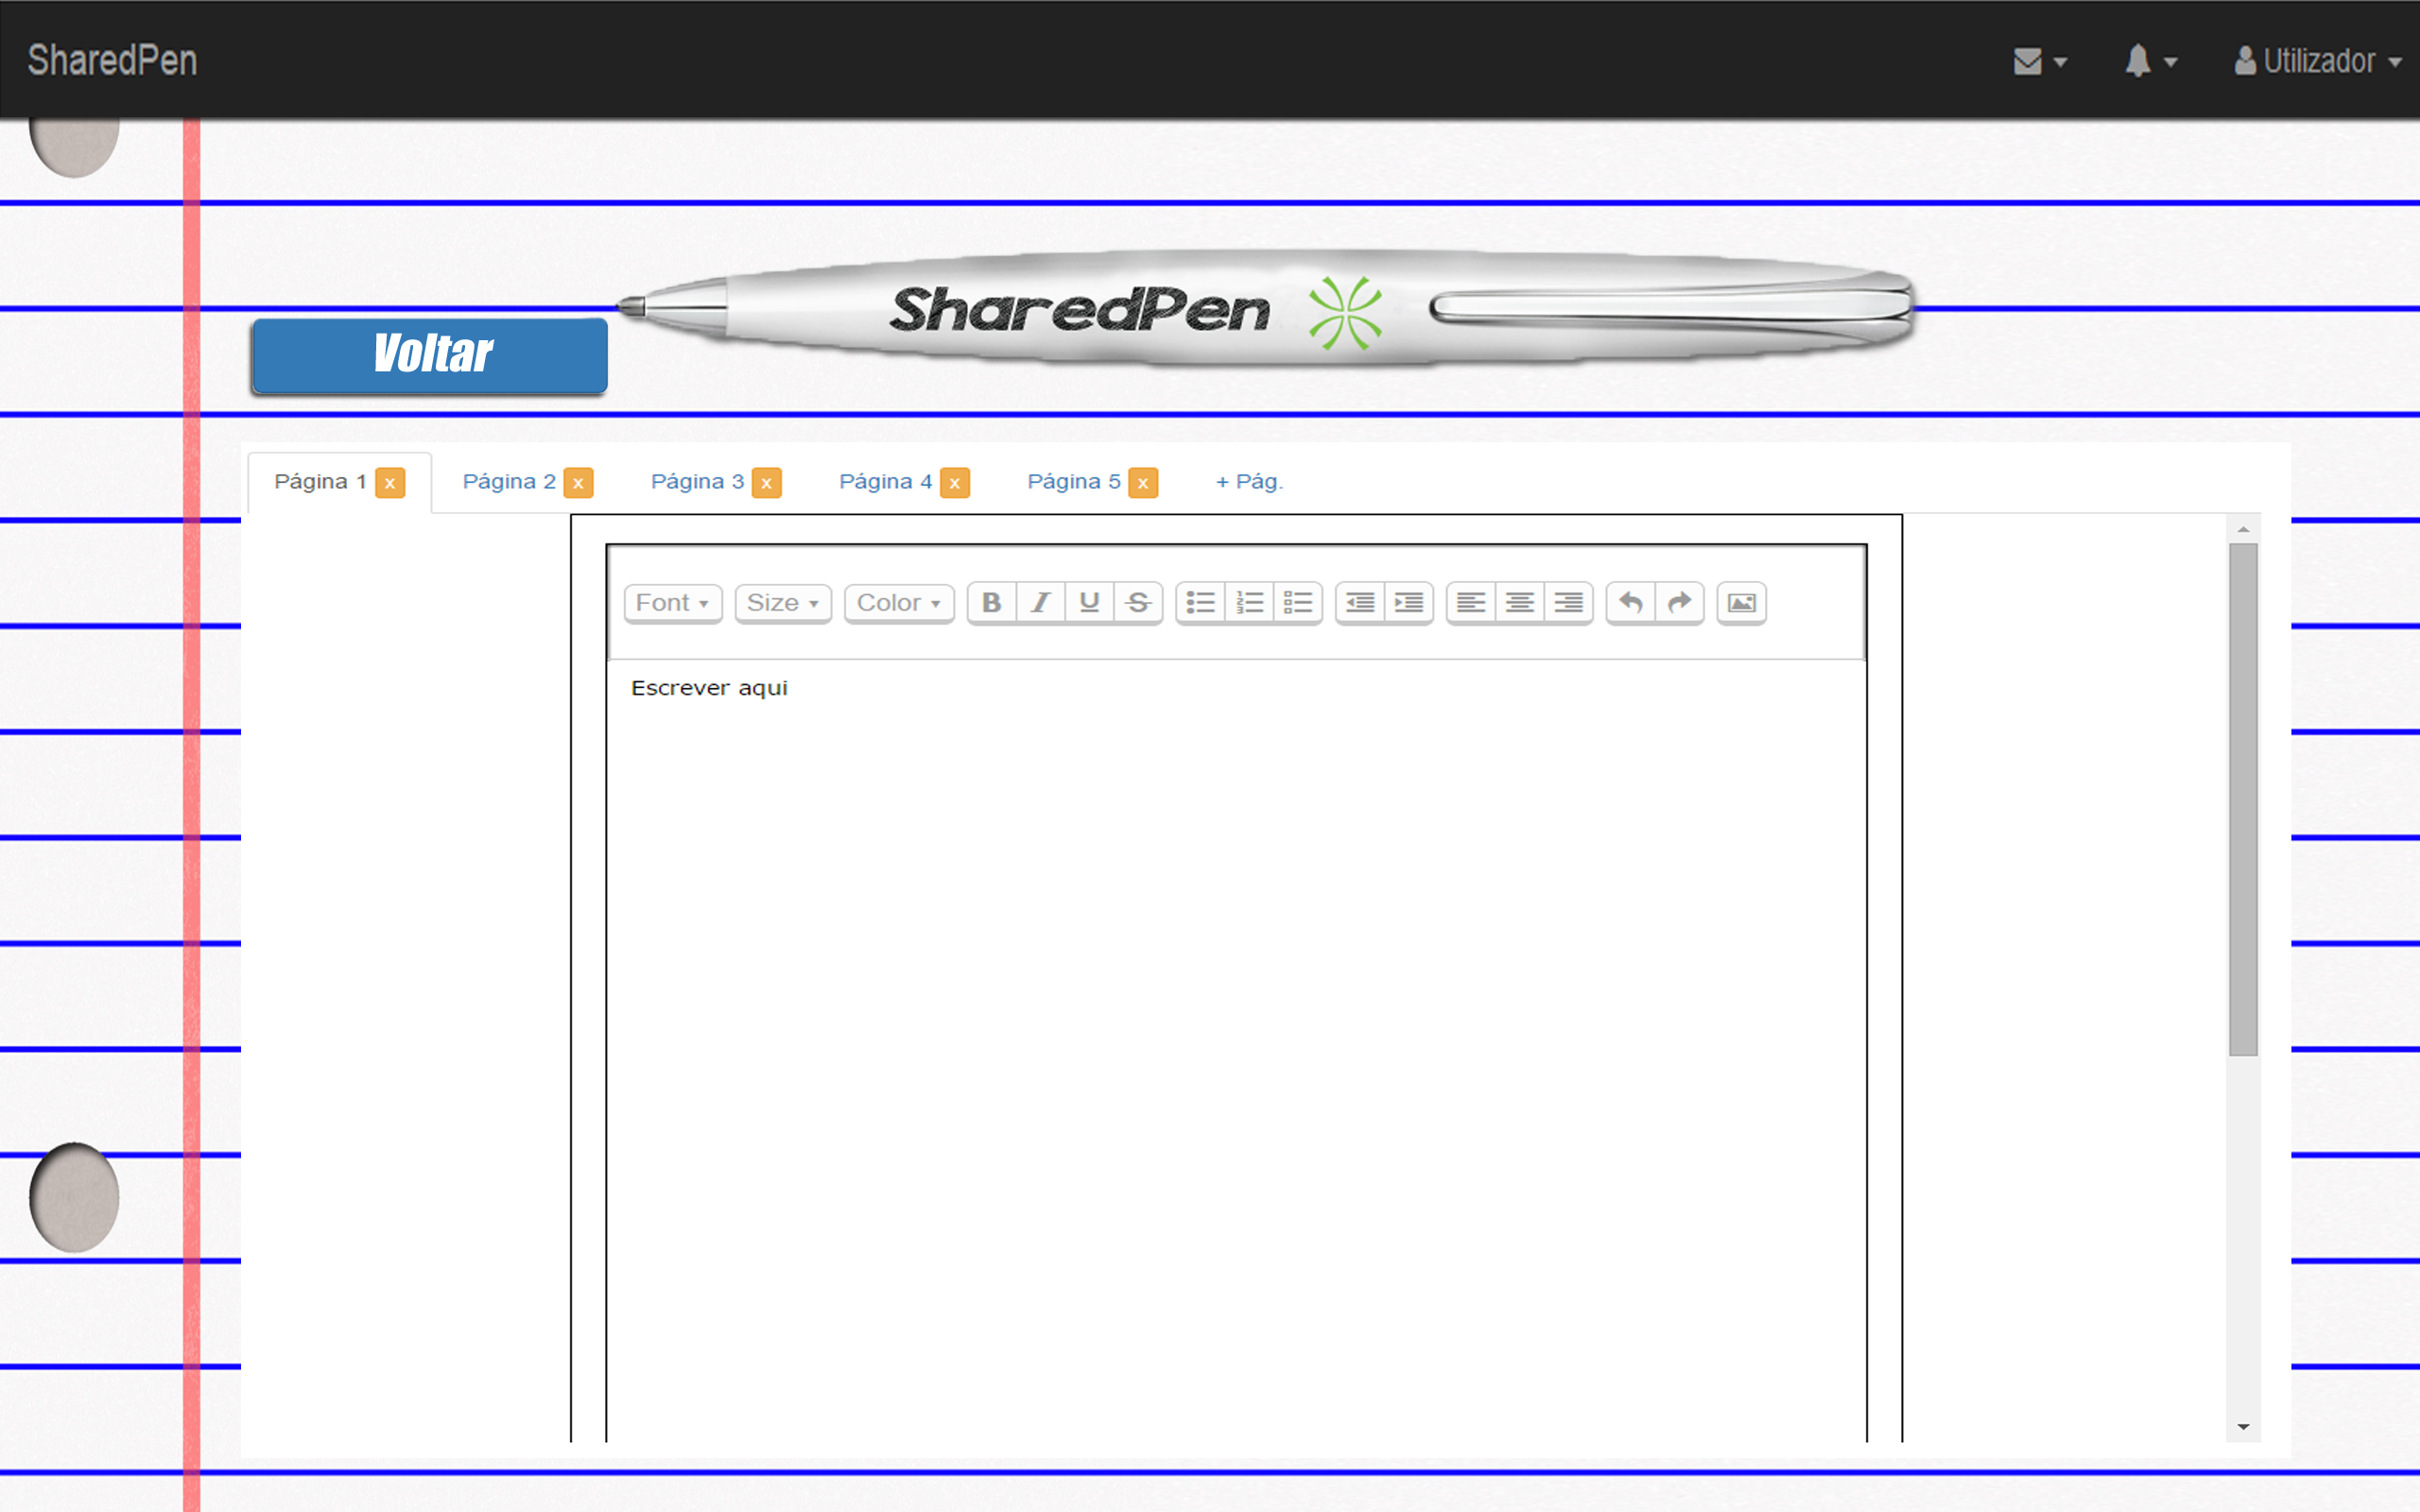 SharedPen
Utilizador
SharedPen
Voltar
Página 1 x Página 2 x Página 3 x Página 4 x Página 5 x + Pág.
Font Size Color B I U S
Escrever aqui